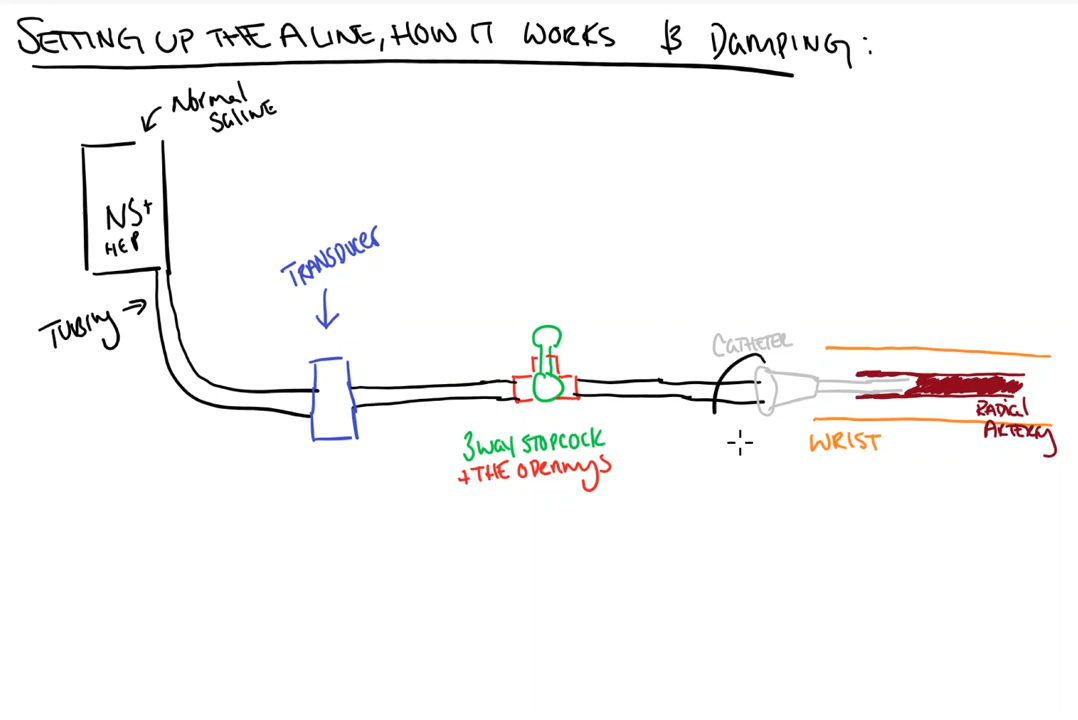 SETTING UP THE A LINE, HOW IT WORKS & DAMPING:
NORMAL
SALINE
NS+
HEP
TUBING
TRANSDUCER
CATHETER
3 WAY STOPCOCK
+ THE OPENINGS
WRIST
RADIAL
ARTERY